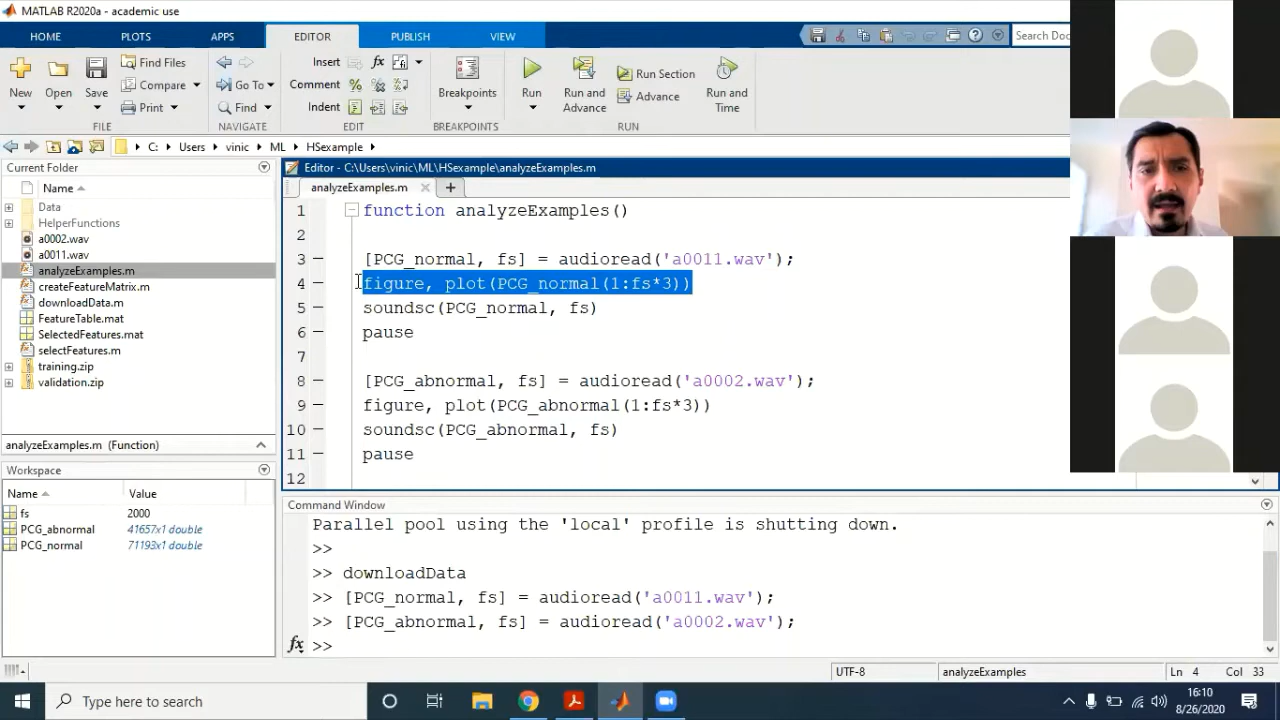 MATLAB R2020a - academic use
HOME PLOTS APPS EDITOR PUBLISH VIEW Search Doc
New Open Save Find Files Compare Print
Go To Find
Insert fx
Comment
Indent
Breakpoints
Run Run and Advance Run Section Advance Run and Time
FILE NAVIGATE EDIT BREAKPOINTS RUN
C: Users vinic ML HSexample
Current Folder
Name
Data
HelperFunctions
a0002.wav
a0011.wav
analyzeExamples.m
createFeatureMatrix.m
downloadData.m
FeatureTable.mat
SelectedFeatures.mat
selectFeatures.m
training.zip
validation.zip
analyzeExamples.m (Function)
Workspace
Name Value
fs 2000
PCG_abnormal 41657x1 double
PCG_normal 71193x1 double
Editor - C:\Users\vinic\ML\HSexample\analyzeExamples.m
analyzeExamples.m
1 function analyzeExamples()
2
3 [PCG_normal, fs] = audioread('a0011.wav');
4 figure, plot(PCG_normal(1:fs*3))
5 soundsc(PCG_normal, fs)
6 pause
7
8 [PCG_abnormal, fs] = audioread('a0002.wav');
9 figure, plot(PCG_abnormal(1:fs*3))
10 soundsc(PCG_abnormal, fs)
11 pause
12
Command Window
Parallel pool using the 'local' profile is shutting down.
>>
>> downloadData
>> [PCG_normal, fs] = audioread('a0011.wav');
>> [PCG_abnormal, fs] = audioread('a0002.wav');
fx >>
UTF-8 analyzeExamples Ln 4 Col 33
Type here to search
16:10
8/26/2020